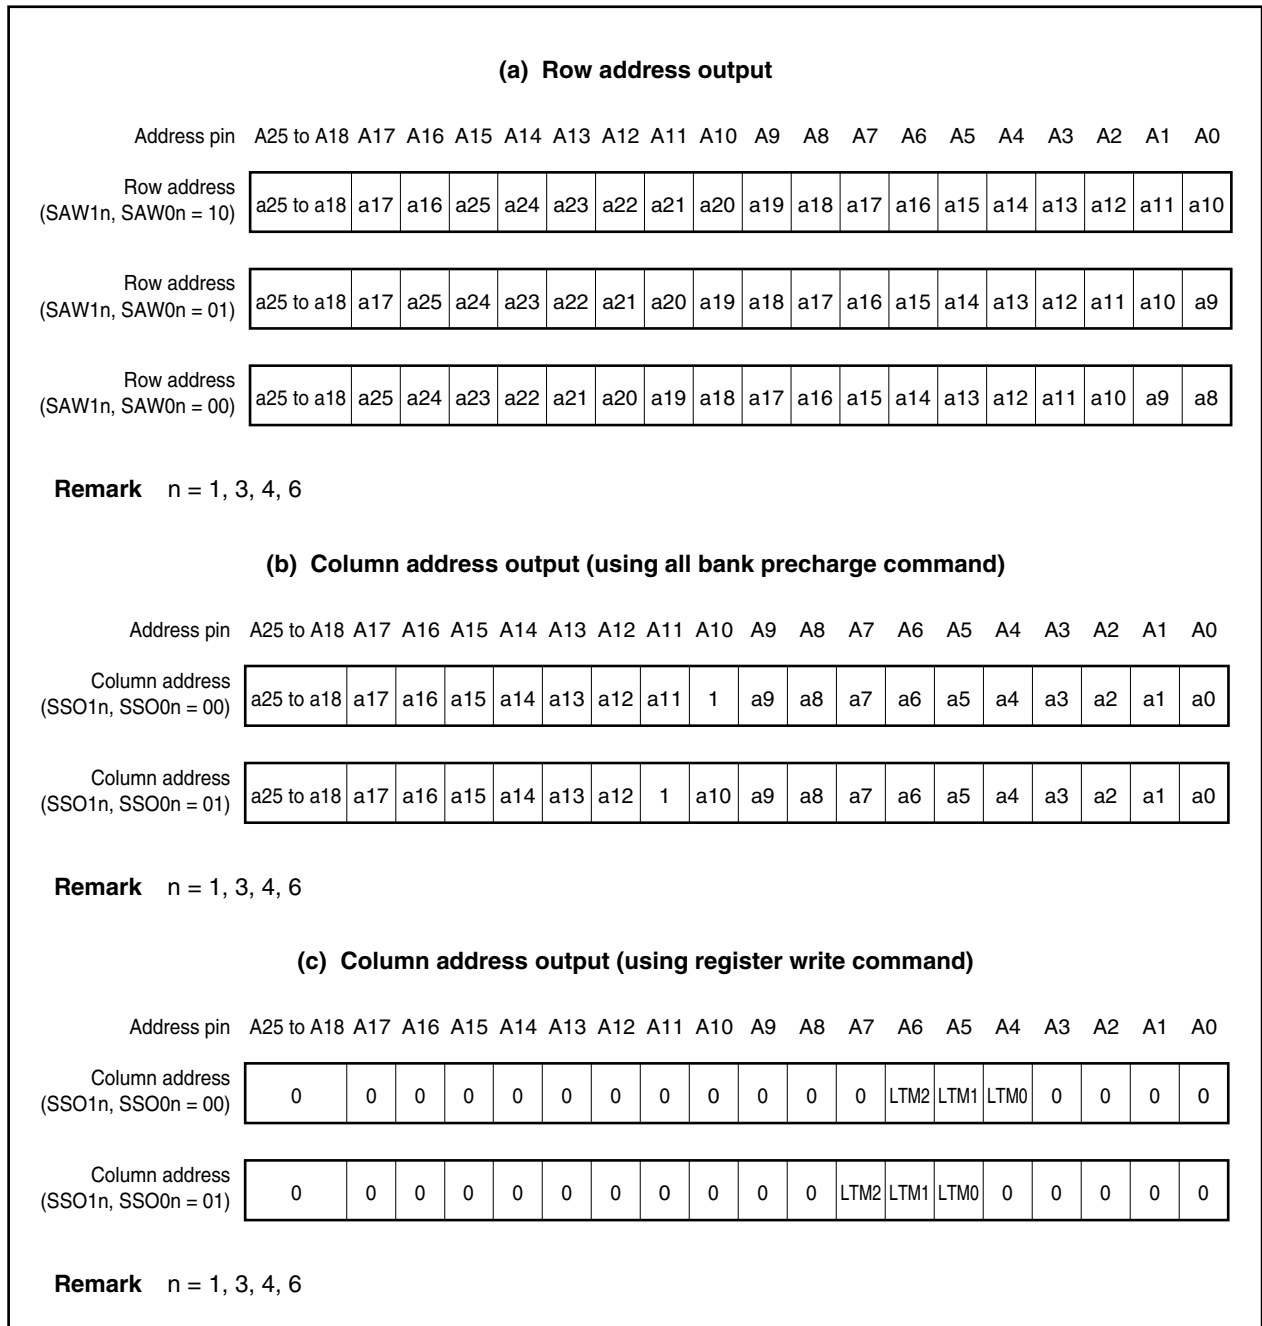 (a) Row address output
Address pin A25 to A18 A17 A16 A15 A14 A13 A12 A11 A10 A9 A8 A7 A6 A5 A4 A3 A2 A1 A0
Row address
(SAW1n, SAW0n = 10)
a25 to a18 a17 a16 a25 a24 a23 a22 a21 a20 a19 a18 a17 a16 a15 a14 a13 a12 a11 a10
Row address
(SAW1n, SAW0n = 01)
a25 to a18 a17 a25 a24 a23 a22 a21 a20 a19 a18 a17 a16 a15 a14 a13 a12 a11 a10 a9
Row address
(SAW1n, SAW0n = 00)
a25 to a18 a25 a24 a23 a22 a21 a20 a19 a18 a17 a16 a15 a14 a13 a12 a11 a10 a9 a8
Remark n = 1, 3, 4, 6
(b) Column address output (using all bank precharge command)
Address pin A25 to A18 A17 A16 A15 A14 A13 A12 A11 A10 A9 A8 A7 A6 A5 A4 A3 A2 A1 A0
Column address
(SSO1n, SSO0n = 00)
a25 to a18 a17 a16 a15 a14 a13 a12 a11 1 a9 a8 a7 a6 a5 a4 a3 a2 a1 a0
Column address
(SSO1n, SSO0n = 01)
a25 to a18 a17 a16 a15 a14 a13 a12 1 a10 a9 a8 a7 a6 a5 a4 a3 a2 a1 a0
Remark n = 1, 3, 4, 6
(c) Column address output (using register write command)
Address pin A25 to A18 A17 A16 A15 A14 A13 A12 A11 A10 A9 A8 A7 A6 A5 A4 A3 A2 A1 A0
Column address
(SSO1n, SSO0n = 00)
0 0 0 0 0 0 0 0 0 0 0 0 LTM2 LTM1 LTM0 0 0 0 0
Column address
(SSO1n, SSO0n = 01)
0 0 0 0 0 0 0 0 0 0 0 LTM2 LTM1 LTM0 0 0 0 0 0
Remark n = 1, 3, 4, 6